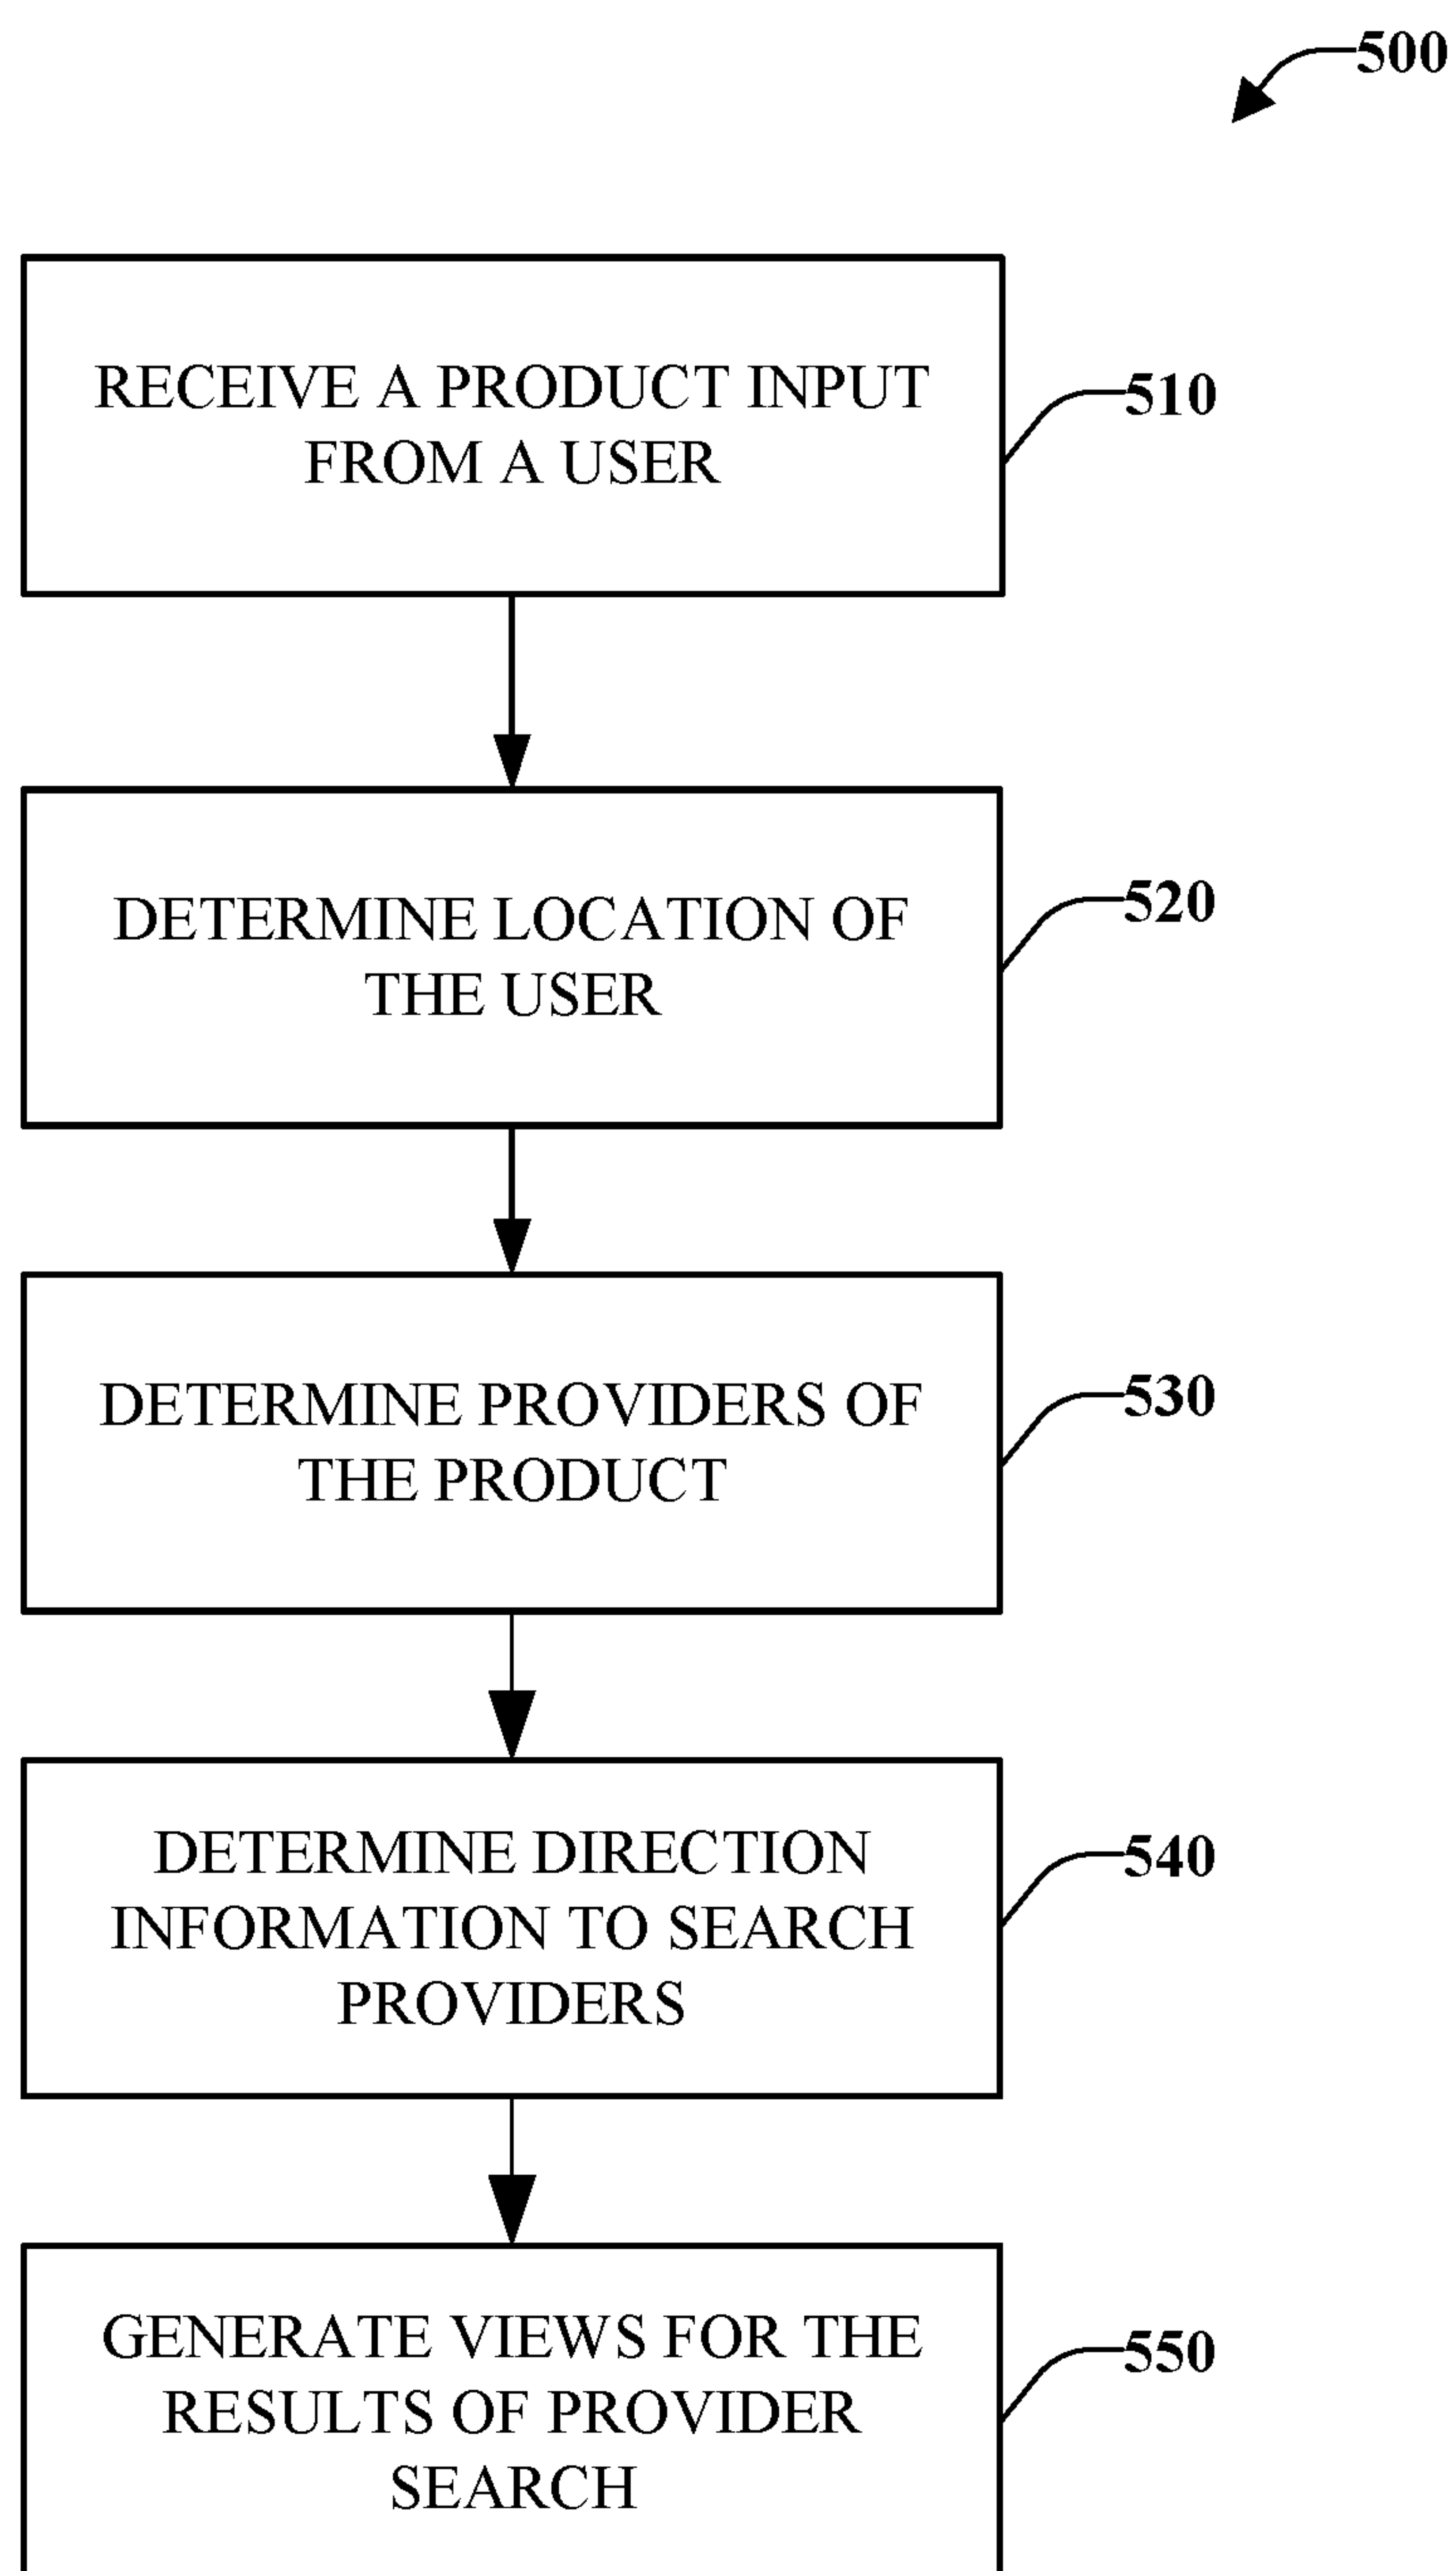 500
RECEIVE A PRODUCT INPUT
FROM A USER
510
DETERMINE LOCATION OF
THE USER
520
DETERMINE PROVIDERS OF
THE PRODUCT
530
DETERMINE DIRECTION
INFORMATION TO SEARCH
PROVIDERS
540
GENERATE VIEWS FOR THE
RESULTS OF PROVIDER
SEARCH
550